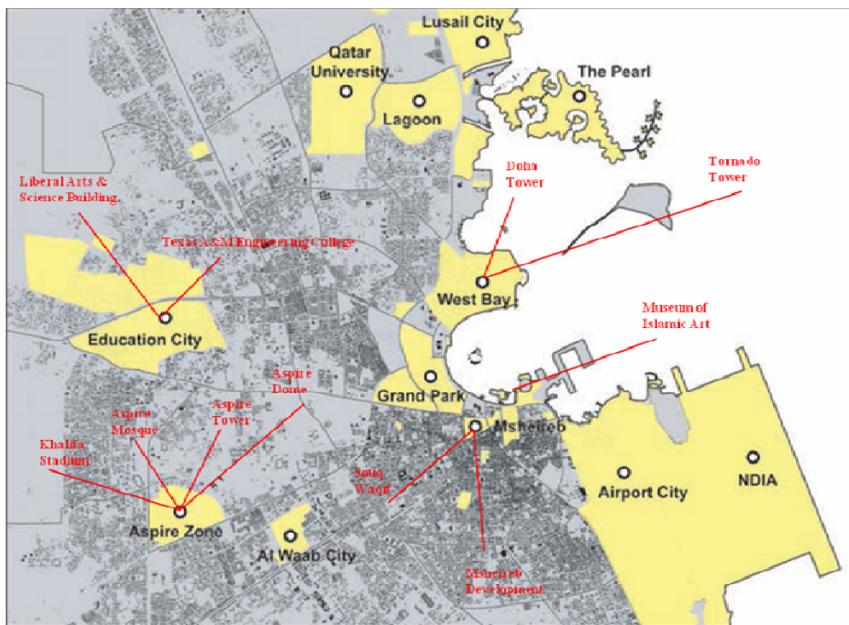 Lusail City
Qatar
University
The Pearl
Lagoon
Doha
Tower
Tornado
Tower
Liberal Arts &
Science Building.
Texas A&M Engineering College
West Bay
Museum of
Islamic Art
Education City
Aspire
Dome
Grand Park
Aspire
Mosque
Aspire
Tower
Khalifa
Stadium
Msheireb
Souq
Waqif
Airport City
NDIA
Aspire Zone
Al Waab City
Msheireb
Development